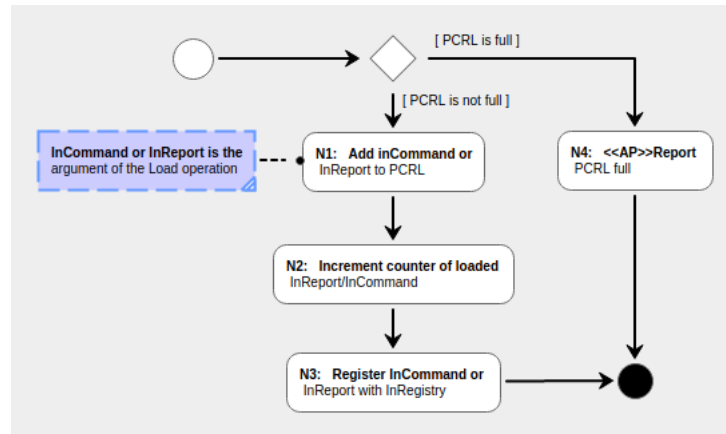 [ PCRL is full ]
[ PCRL is not full ]
InCommand or InReport is the
argument of the Load operation
N1: Add inCommand or
InReport to PCRL
N4: <<AP>>Report
PCRL full
N2: Increment counter of loaded
InReport/InCommand
N3: Register InCommand or
InReport with InRegistry